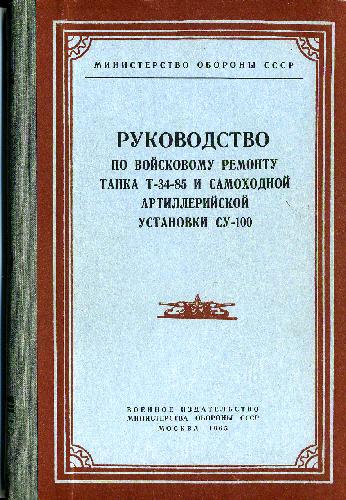 МИНИСТЕРСТВО ОБОРОНЫ СССР
РУКОВОДСТВО
ПО ВОЙСКОВОМУ РЕМОНТУ
ТАНКА Т-34-85 И САМОХОДНОЙ
АРТИЛЛЕРИЙСКОЙ
УСТАНОВКИ СУ-100
ВОЕННОЕ ИЗДАТЕЛЬСТВО
МИНИСТЕРСТВА ОБОРОНЫ СССР
МОСКВА 1965